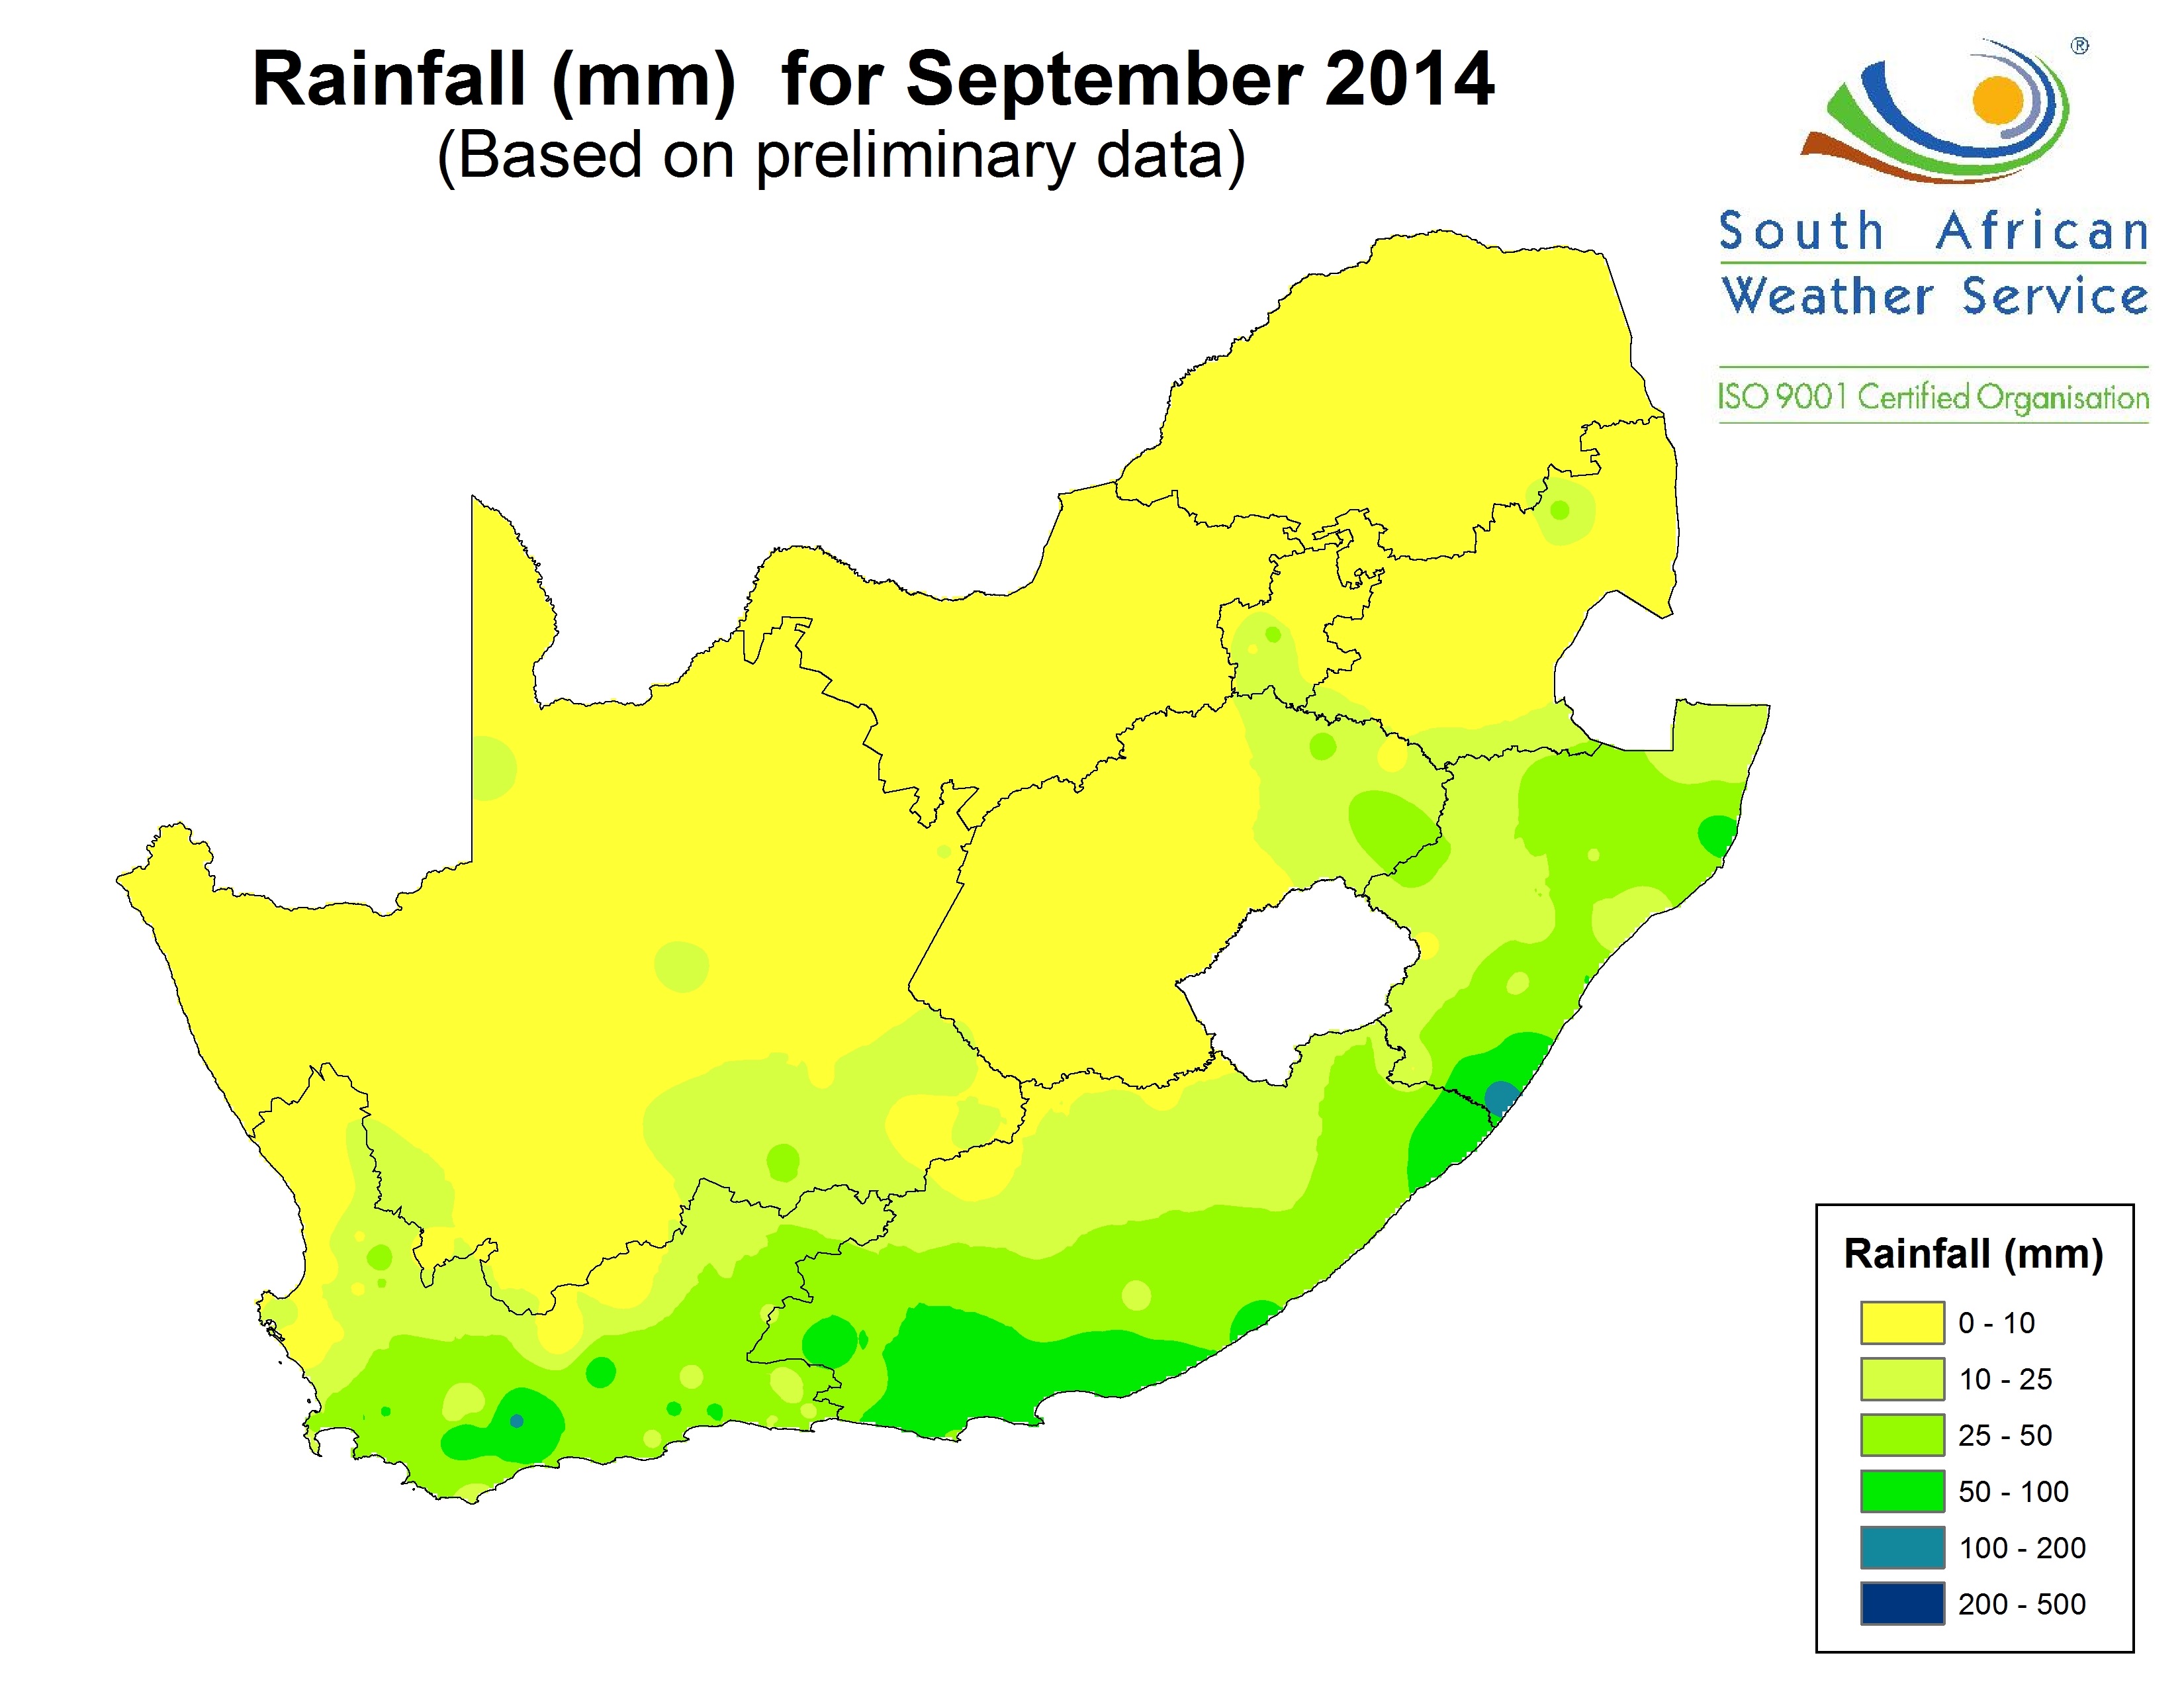 Rainfall (mm)  for September 2014
(Based on preliminary data)
®
South African
Weather Service
ISO 9001 Certified Organisation
Rainfall (mm)
0 - 10
10 - 25
25 - 50
50 - 100
100 - 200
200 - 500